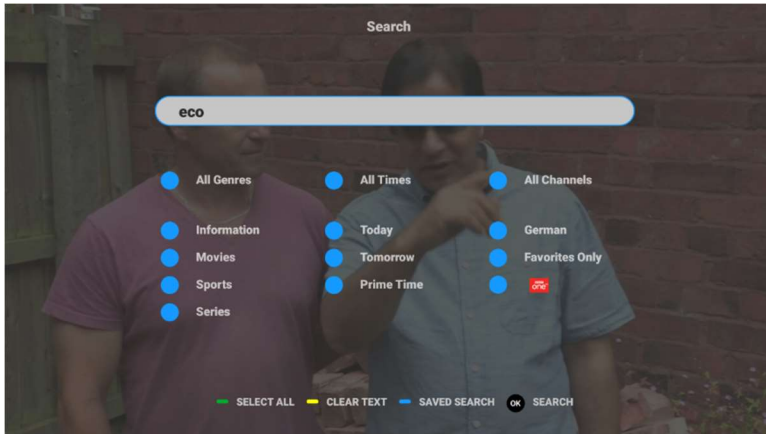 Search
eco
All Genres All Times All Channels
Information Today German
Movies Tomorrow Favorites Only
Sports Prime Time one
Series
SELECT ALL CLEAR TEXT SAVED SEARCH OK SEARCH